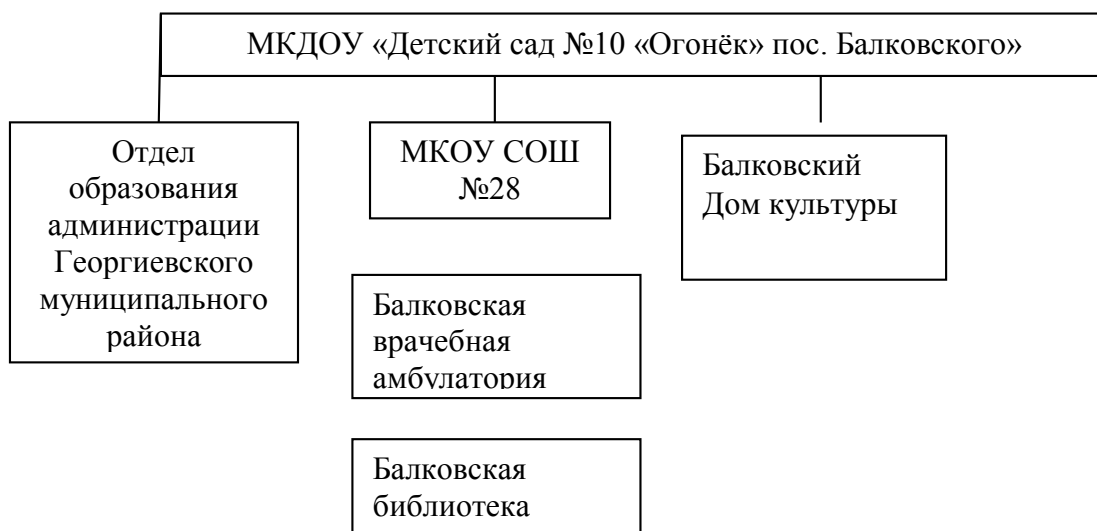 МКДОУ «Детский сад №10 «Огонёк» пос. Балковского»
Отдел
образования
администрации
Георгиевского
муниципального
района
МКОУ СОШ
№28
Балковский
Дом культуры
Балковская
врачебная
амбулатория
Балковская
библиотека